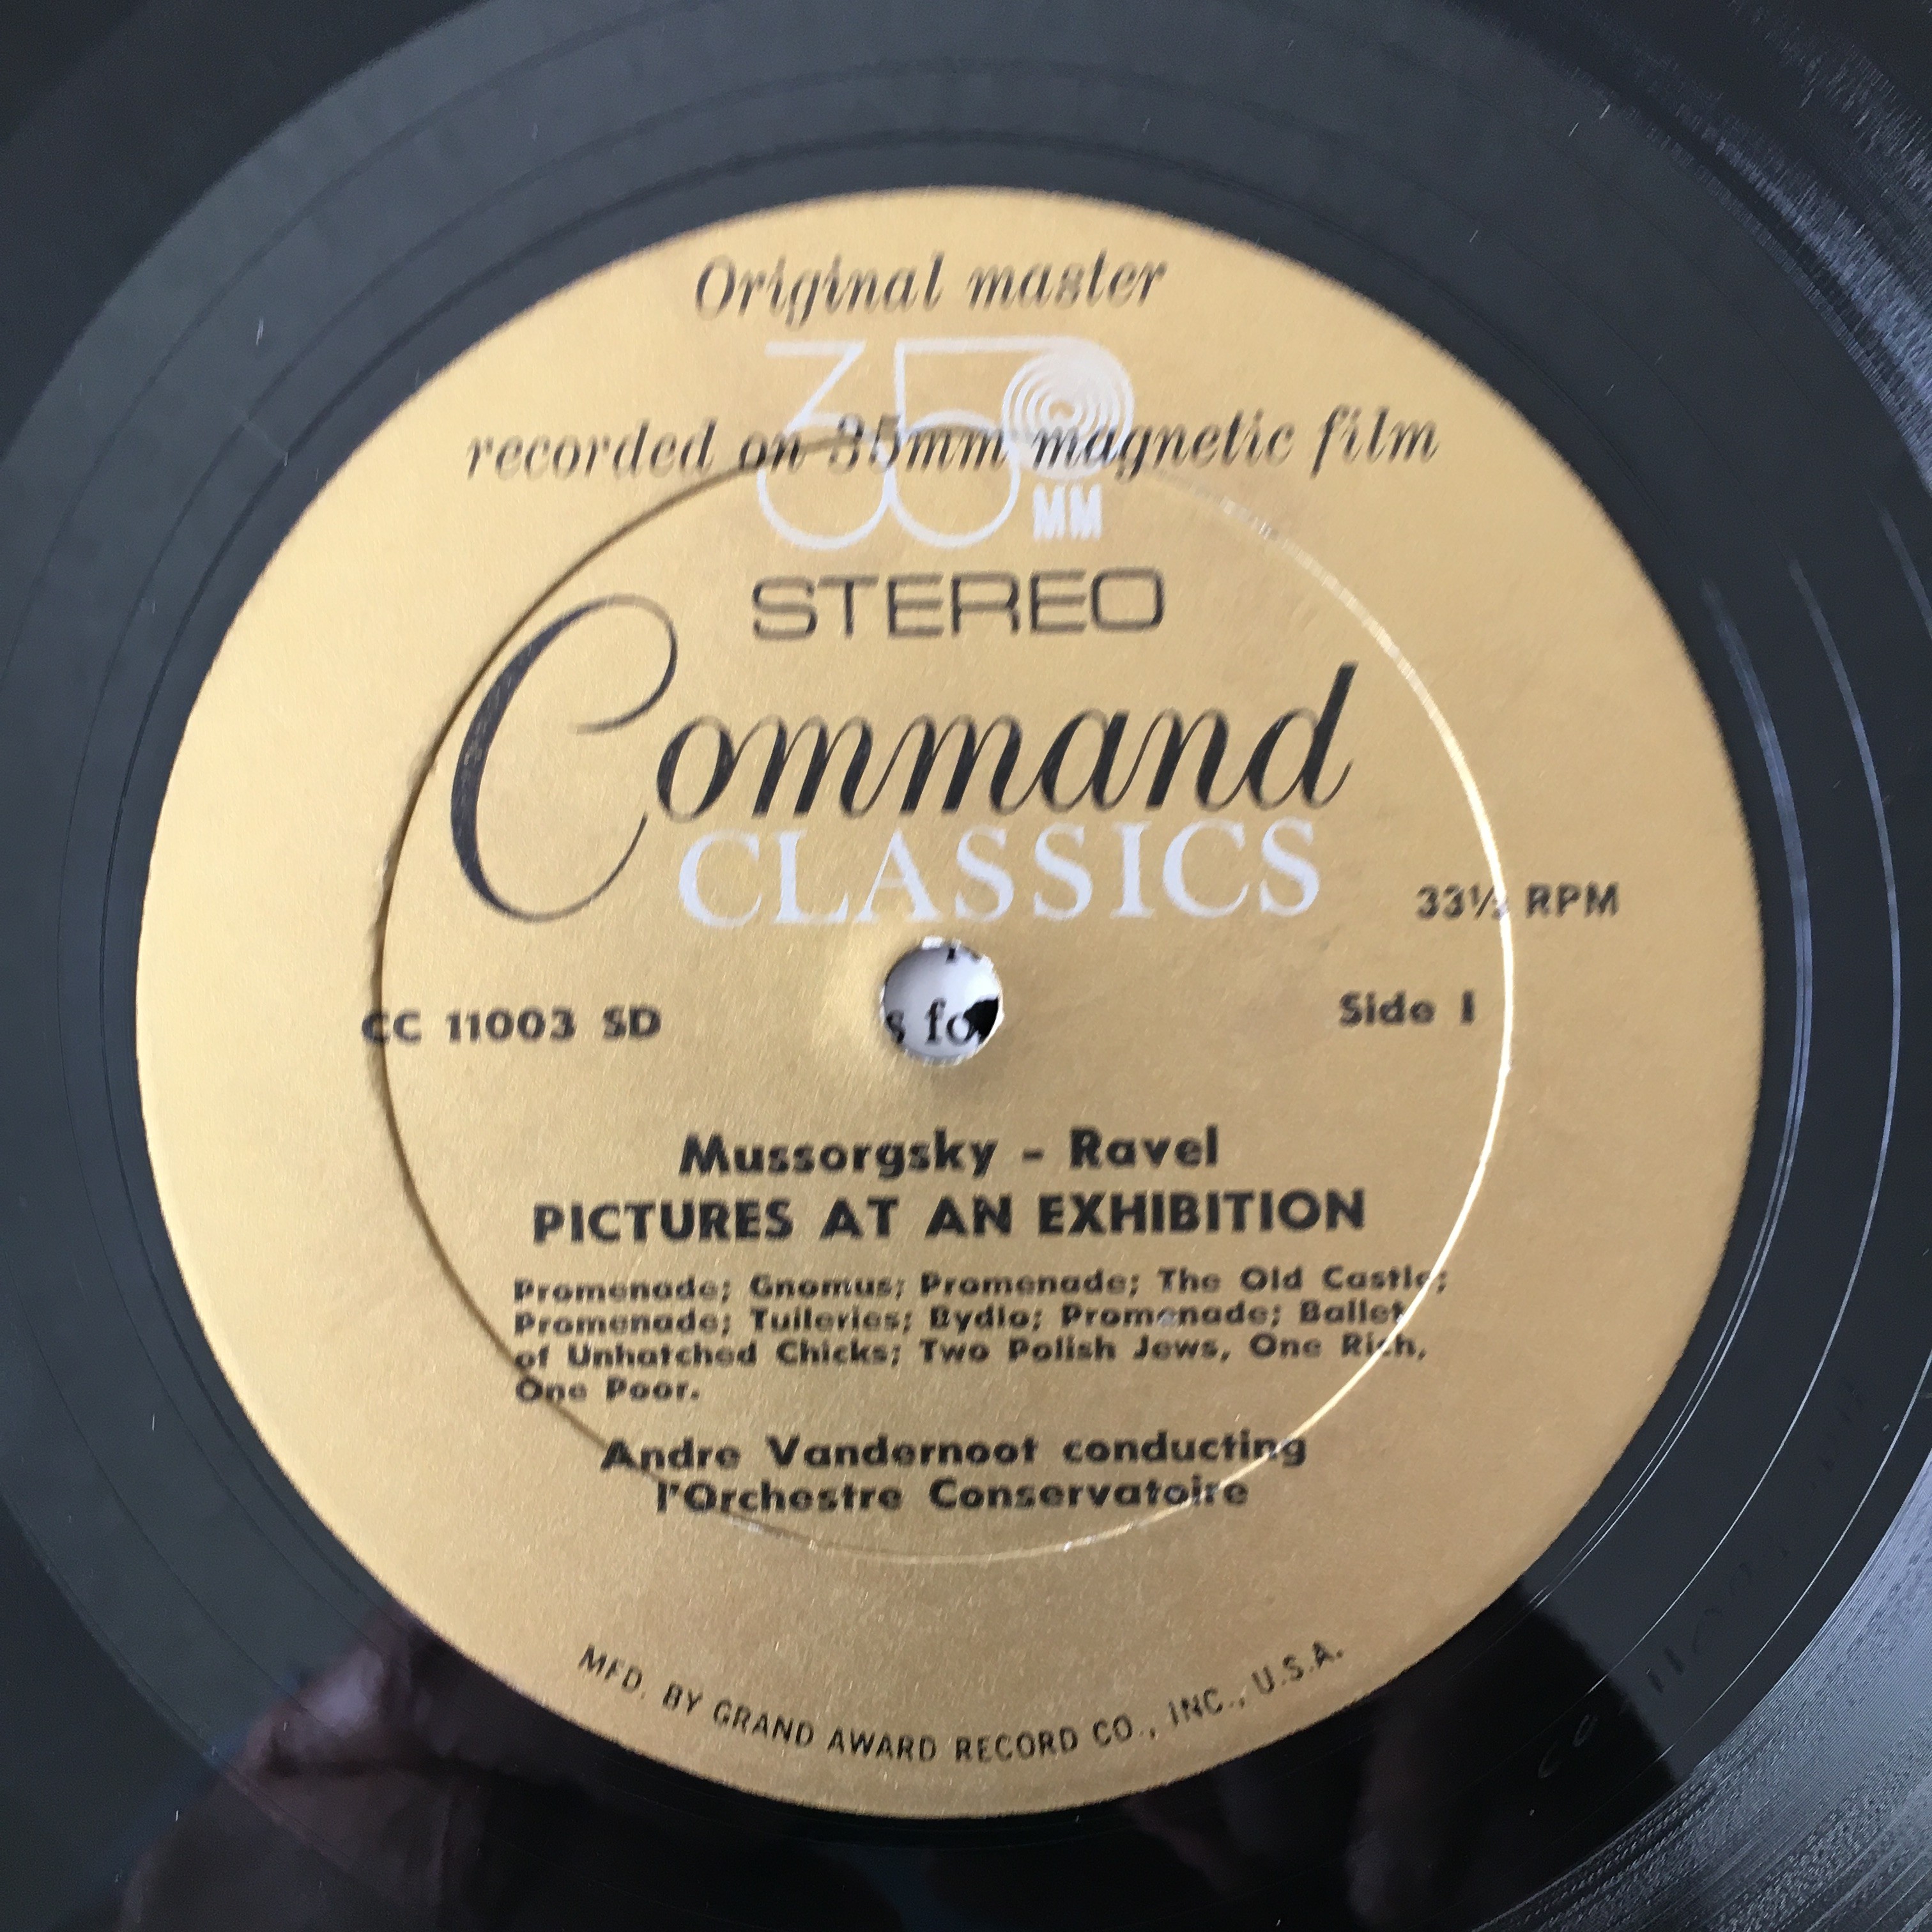 Original master
35 MM
recorded on 35mm magnetic film
STEREO
Command
CLASSICS
33⅓ RPM
CC 11003 SD
Side 1
s fo
Mussorgsky - Ravel
PICTURES AT AN EXHIBITION
Promenade; Gnomus; Promenade; The Old Castle;
Promenade; Tuileries; Bydlo; Promenade; Ballet
of Unhatched Chicks; Two Polish Jews, One Rich,
One Poor.
Andre Vandernoot conducting
l'Orchestre Conservatoire
MFD. BY GRAND AWARD RECORD CO., INC., U.S.A.